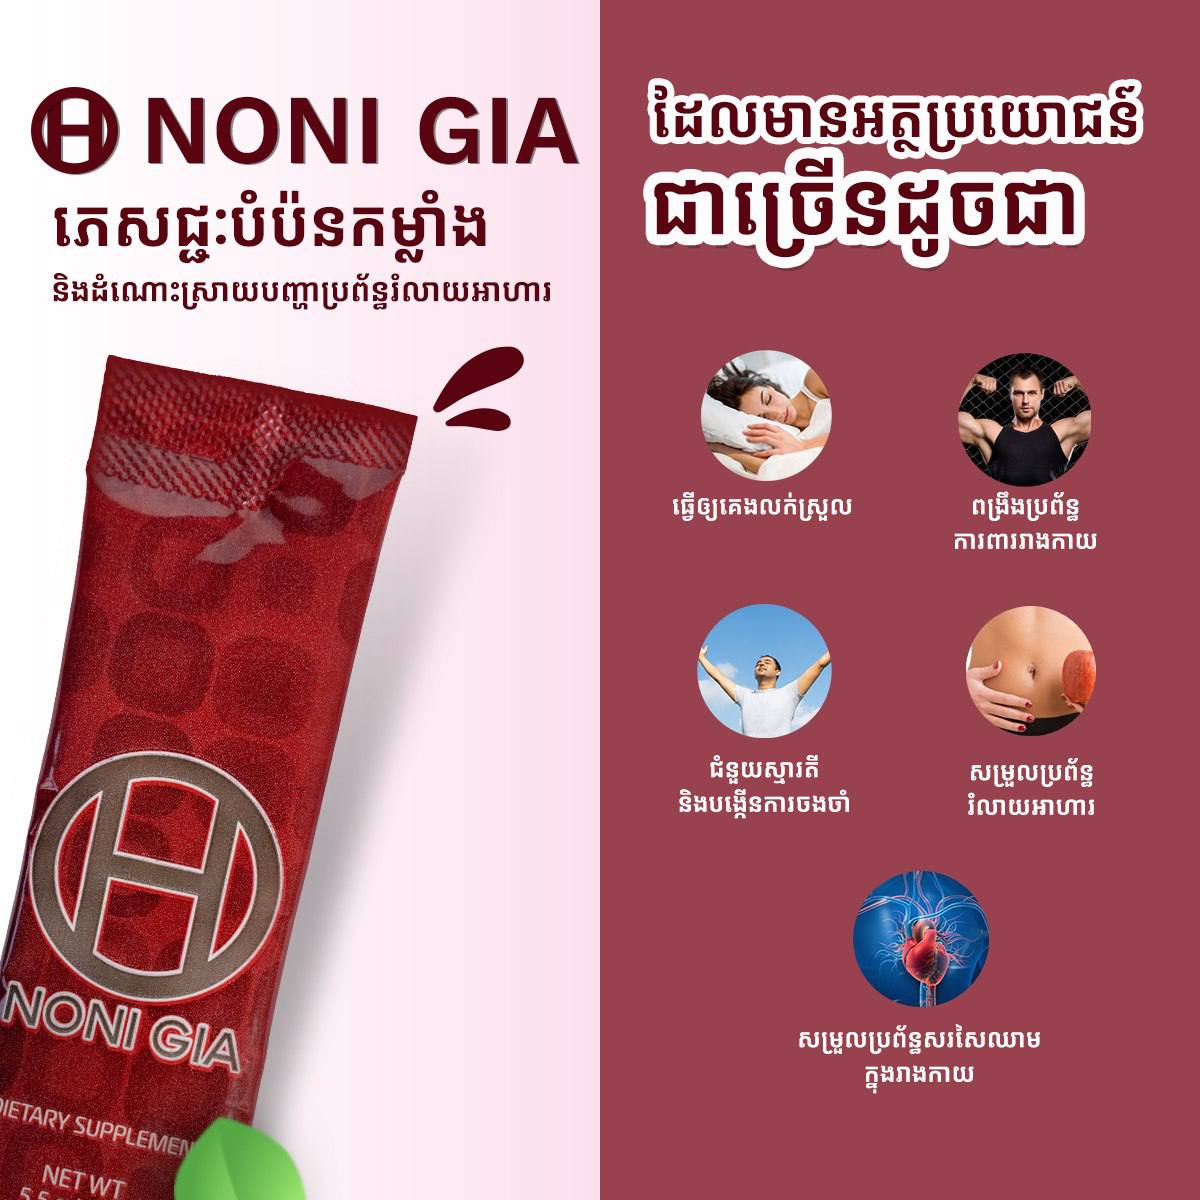 H NONI GIA
ភេសជ្ជៈបំប៉នកម្លាំង
និងដំណោះស្រាយបញ្ហាប្រព័ន្ធរំលាយអាហារ
ដែលមានអត្ថប្រយោជន៍
ជាច្រើនដូចជា
ធ្វើឲ្យគេងលក់ស្រួល
ពង្រឹងប្រព័ន្ធ
ការពាររាងកាយ
ជំនួយស្មារតី
និងបង្កើនការចងចាំ
សម្រួលប្រព័ន្ធ
រំលាយអាហារ
សម្រួលប្រព័ន្ធសរសៃឈាម
ក្នុងរាងកាយ
H
NONI GIA
DIETARY SUPPLEMEN
NET WT